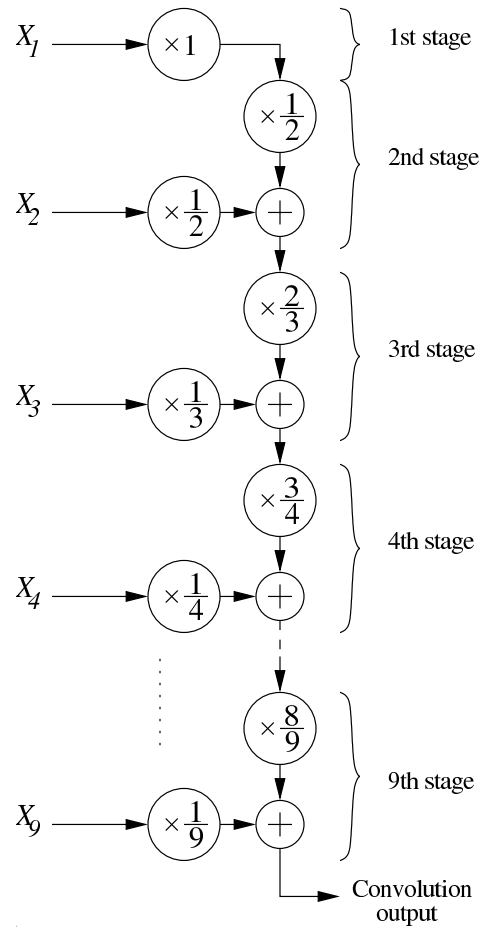 X1 ×1 1st stage
×1/2
2nd stage
X2 ×1/2 +
×2/3
3rd stage
X3 ×1/3 +
×3/4
4th stage
X4 ×1/4 +
×8/9
9th stage
X9 ×1/9 +
Convolution
output